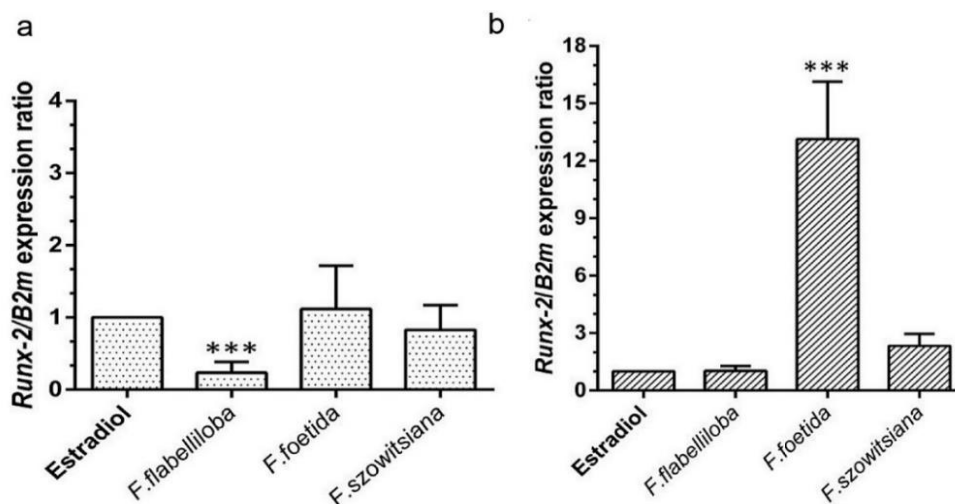 a
Runx-2/B2m expression ratio
4
3
2
1
0
***
Estradiol
F.flabelliloba
F.foetida
F.szowitsiana
b
Runx-2/B2m expression ratio
18
15
12
9
6
3
0
***
Estradiol
F.flabelliloba
F.foetida
F.szowitsiana